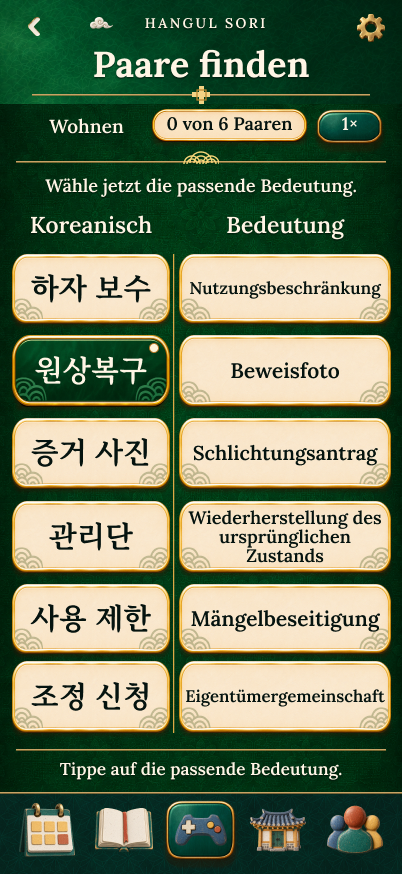 HANGUL SORI
Paare finden
Wohnen
0 von 6 Paaren
1×
Wähle jetzt die passende Bedeutung.
Koreanisch
Bedeutung
하자 보수
Nutzungsbeschränkung
원상복구
Beweisfoto
증거 사진
Schlichtungsantrag
관리단
Wiederherstellung des
ursprünglichen
Zustands
사용 제한
Mängelbeseitigung
조정 신청
Eigentümergemeinschaft
Tippe auf die passende Bedeutung.